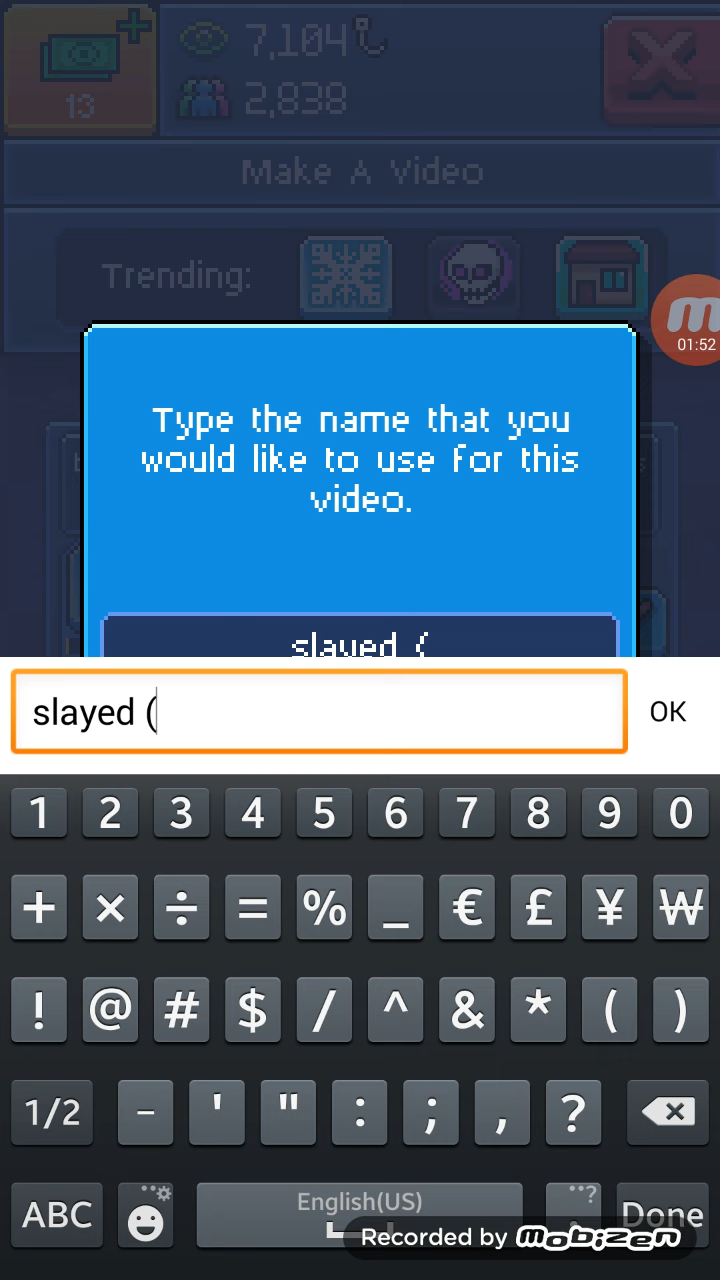 13
7,104
2,838
Make A Video
Trending:
01:52
Type the name that you
would like to use for this
video.
slayed (
slayed (
OK
1 2 3 4 5 6 7 8 9 0
+ × ÷ = % _ € £ ¥ ₩
! @ # $ / ^ & * ( )
1/2 - ' " : ; , ?
ABC English(US) Done
Recorded by mobizen